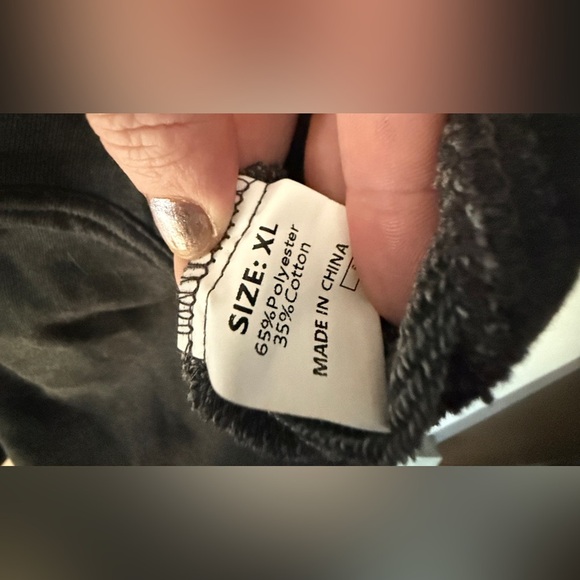 SIZE: XL
65%Polyester
35%Cotton
MADE IN CHINA